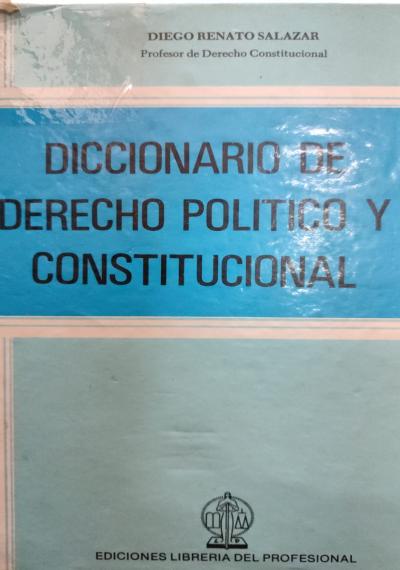 DIEGO RENATO SALAZAR
Profesor de Derecho Constitucional
DICCIONARIO DE
DERECHO POLITICO Y
CONSTITUCIONAL
EDICIONES LIBRERIA DEL PROFESIONAL